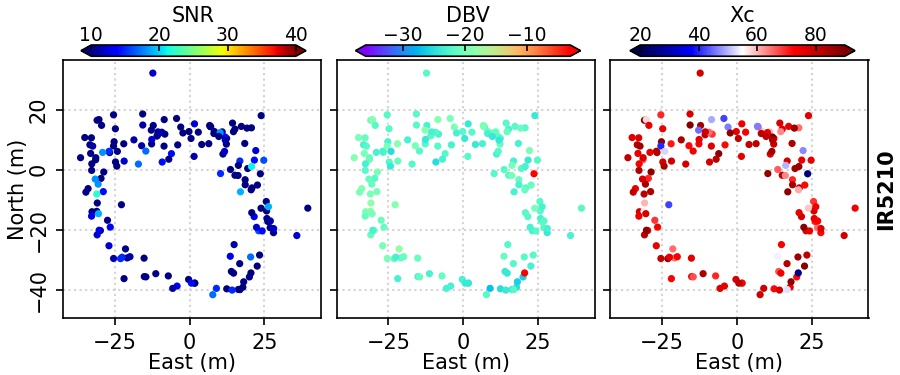 SNR DBV Xc
10 20 30 40 −30 −20 −10 20 40 60 80
20
0
−20
−40
North (m)
IR5210
−25 0 25 −25 0 25 −25 0 25
East (m) East (m) East (m)